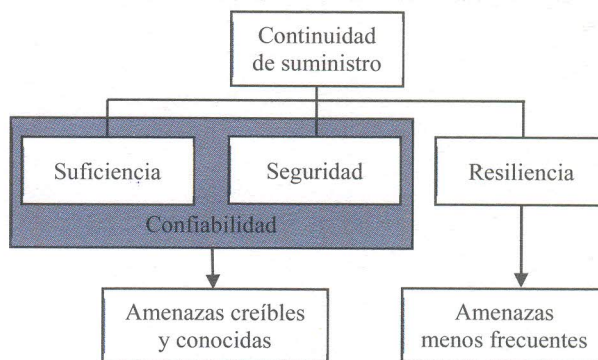 Continuidad
de suministro
Suficiencia
Seguridad
Resiliencia
Confiabilidad
Amenazas creíbles
y conocidas
Amenazas
menos frecuentes